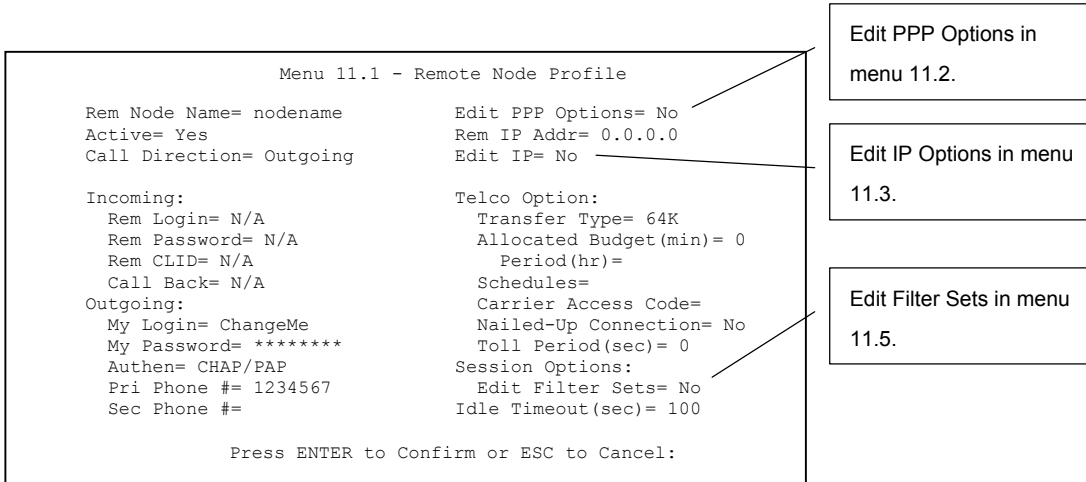 Menu 11.1 - Remote Node Profile
Rem Node Name= nodename Edit PPP Options= No
Active= Yes Rem IP Addr= 0.0.0.0
Call Direction= Outgoing Edit IP= No
Incoming: Telco Option:
Rem Login= N/A Transfer Type= 64K
Rem Password= N/A Allocated Budget(min)= 0
Rem CLID= N/A Period(hr)=
Call Back= N/A Schedules=
Outgoing: Carrier Access Code=
My Login= ChangeMe Nailed-Up Connection= No
My Password= ******** Toll Period(sec)= 0
Authen= CHAP/PAP Session Options:
Pri Phone #= 1234567 Edit Filter Sets= No
Sec Phone #= Idle Timeout(sec)= 100
Press ENTER to Confirm or ESC to Cancel:
Edit PPP Options in
menu 11.2.
Edit IP Options in menu
11.3.
Edit Filter Sets in menu
11.5.